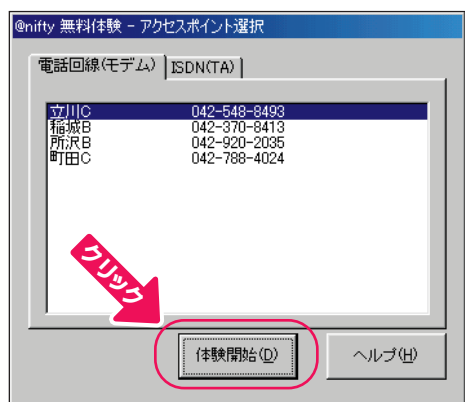 @nifty 無料体験 - アクセスポイント選択
電話回線(モデム) ISDN(TA)
立川C 042-548-8493
稲城B 042-370-8413
所沢B 042-920-2035
町田C 042-788-4024
クリック
体験開始(D) ヘルプ(H)